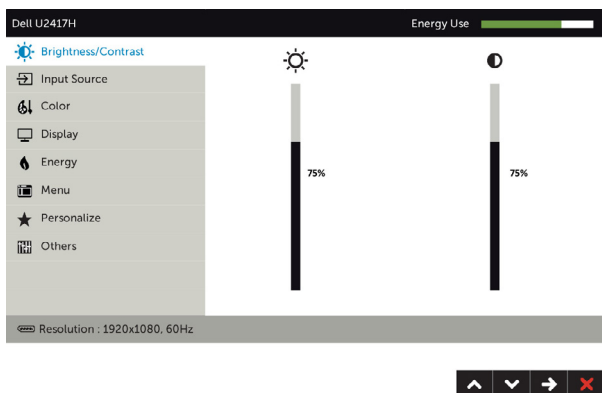 Dell U2417H
Energy Use
Brightness/Contrast
Input Source
Color
Display
Energy
Menu
Personalize
Others
75%
75%
Resolution : 1920x1080, 60Hz